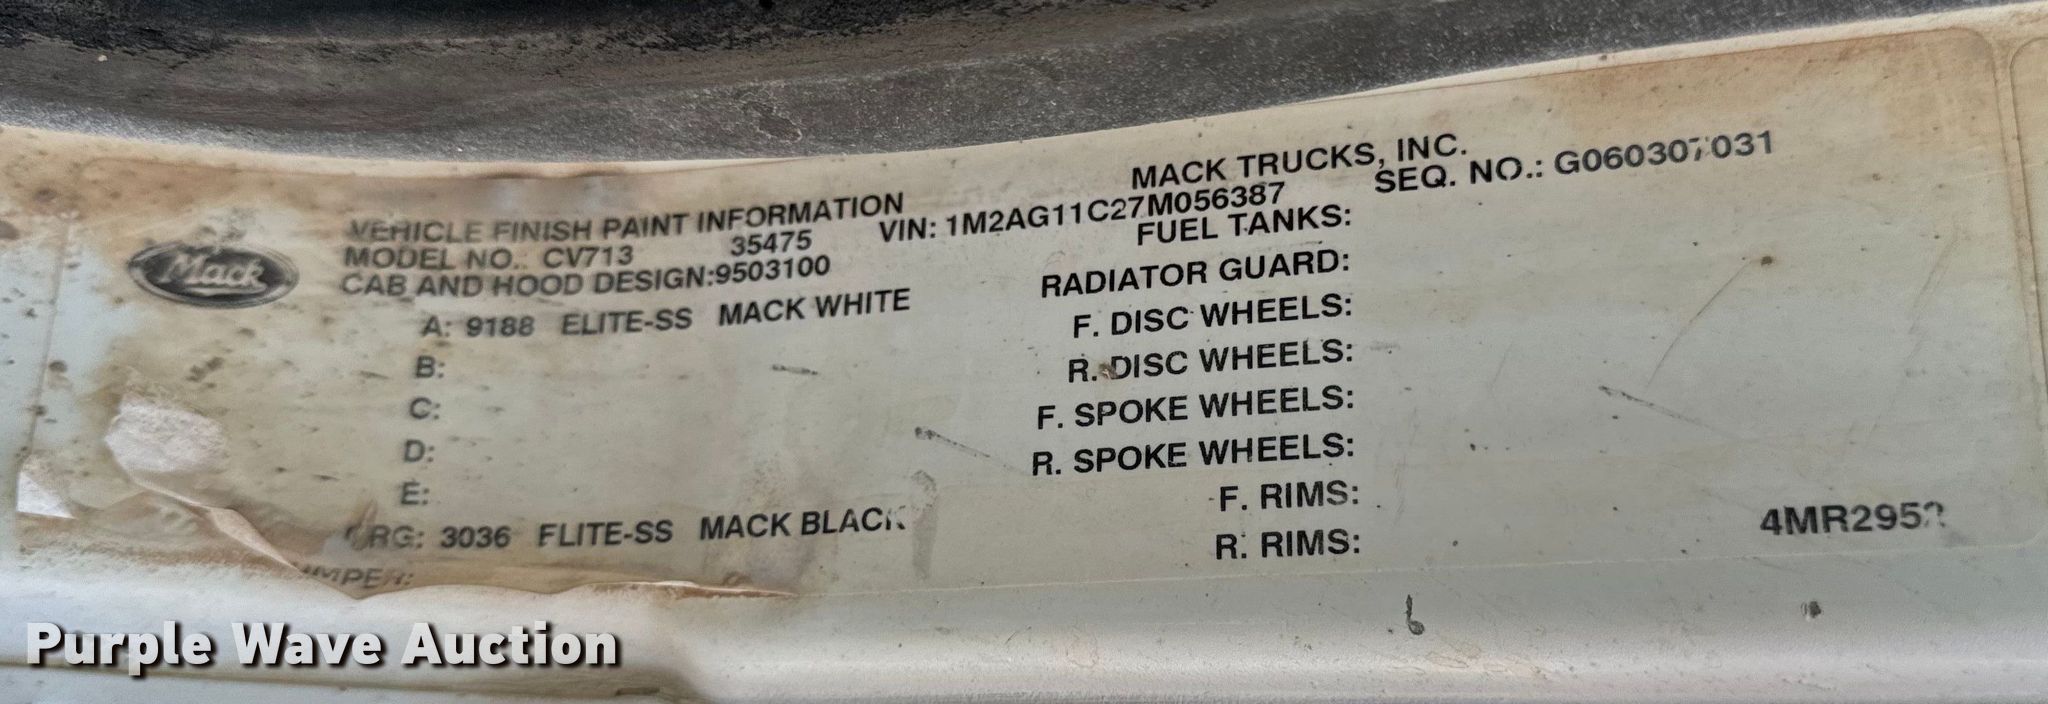 MACK TRUCKS, INC.
VEHICLE FINISH PAINT INFORMATION VIN: 1M2AG11C27M056387 SEQ. NO.: G060307031
MODEL NO.: CV713 35475 FUEL TANKS:
CAB AND HOOD DESIGN:9503100 RADIATOR GUARD:
Mack
A: 9188 ELITE-SS MACK WHITE F. DISC WHEELS:
B: R. DISC WHEELS:
C: F. SPOKE WHEELS:
D: R. SPOKE WHEELS:
E: F. RIMS:
CRG: 3036 ELITE-SS MACK BLACK R. RIMS:
4MR2952
Purple Wave Auction